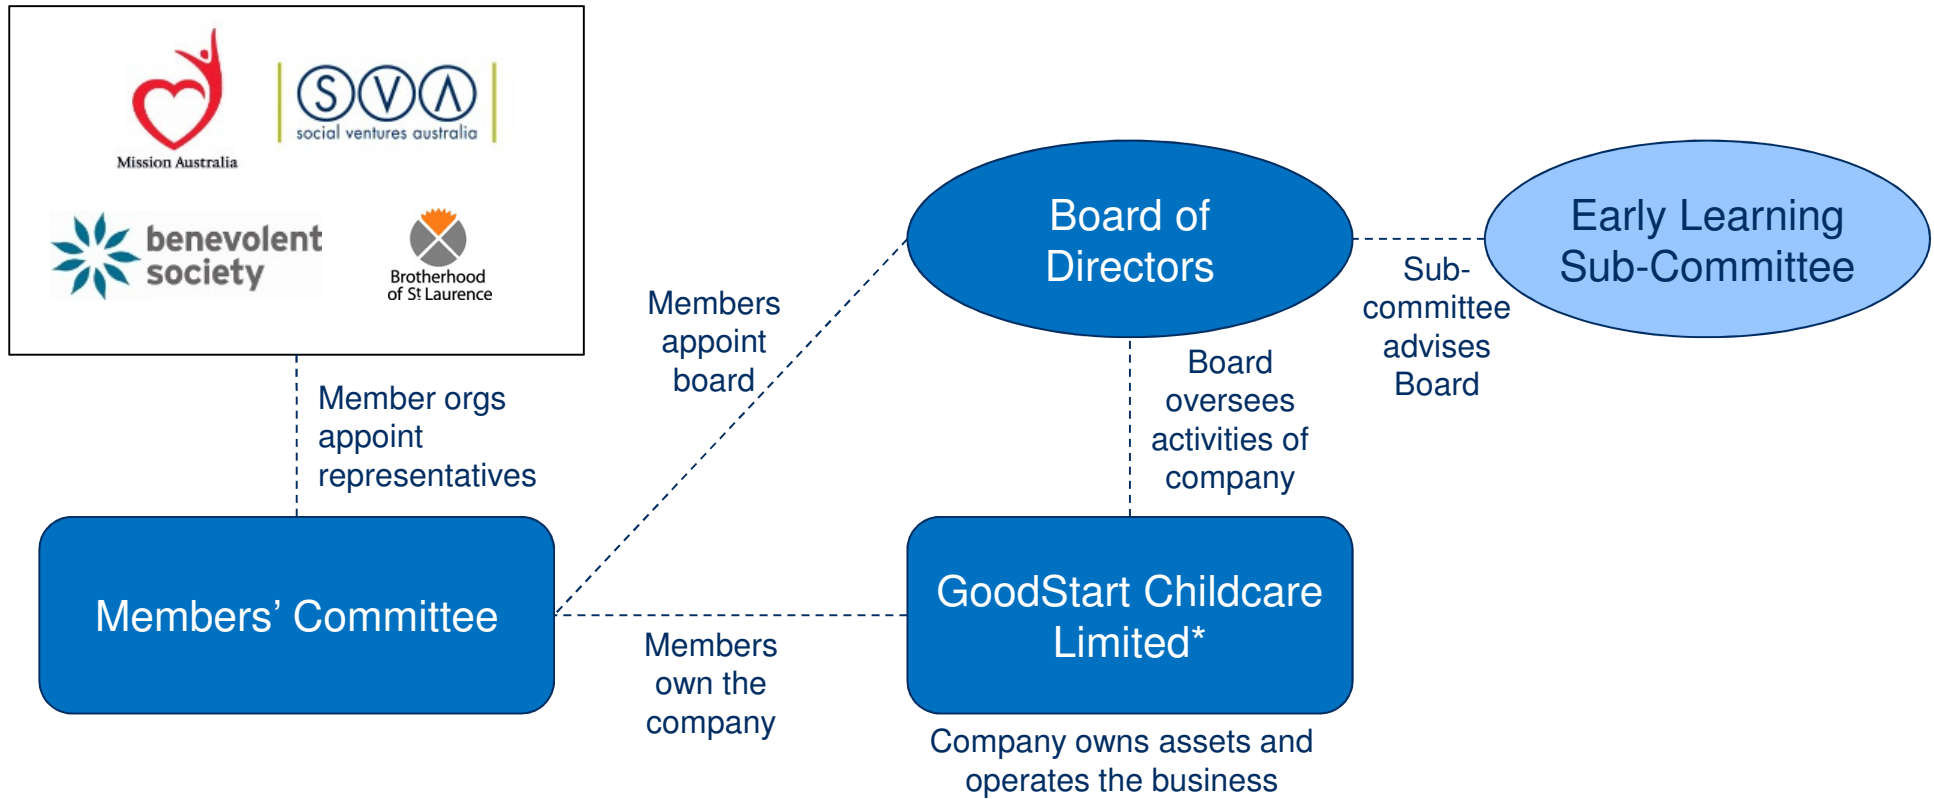 Mission Australia
SVA
social ventures australia
benevolent
society
Brotherhood
of St Laurence
Member orgs
appoint
representatives
Members’ Committee
Members
appoint
board
Members
own the
company
Board of
Directors
Board
oversees
activities of
company
GoodStart Childcare
Limited*
Company owns assets and
operates the business
Sub-
committee
advises
Board
Early Learning
Sub-Committee